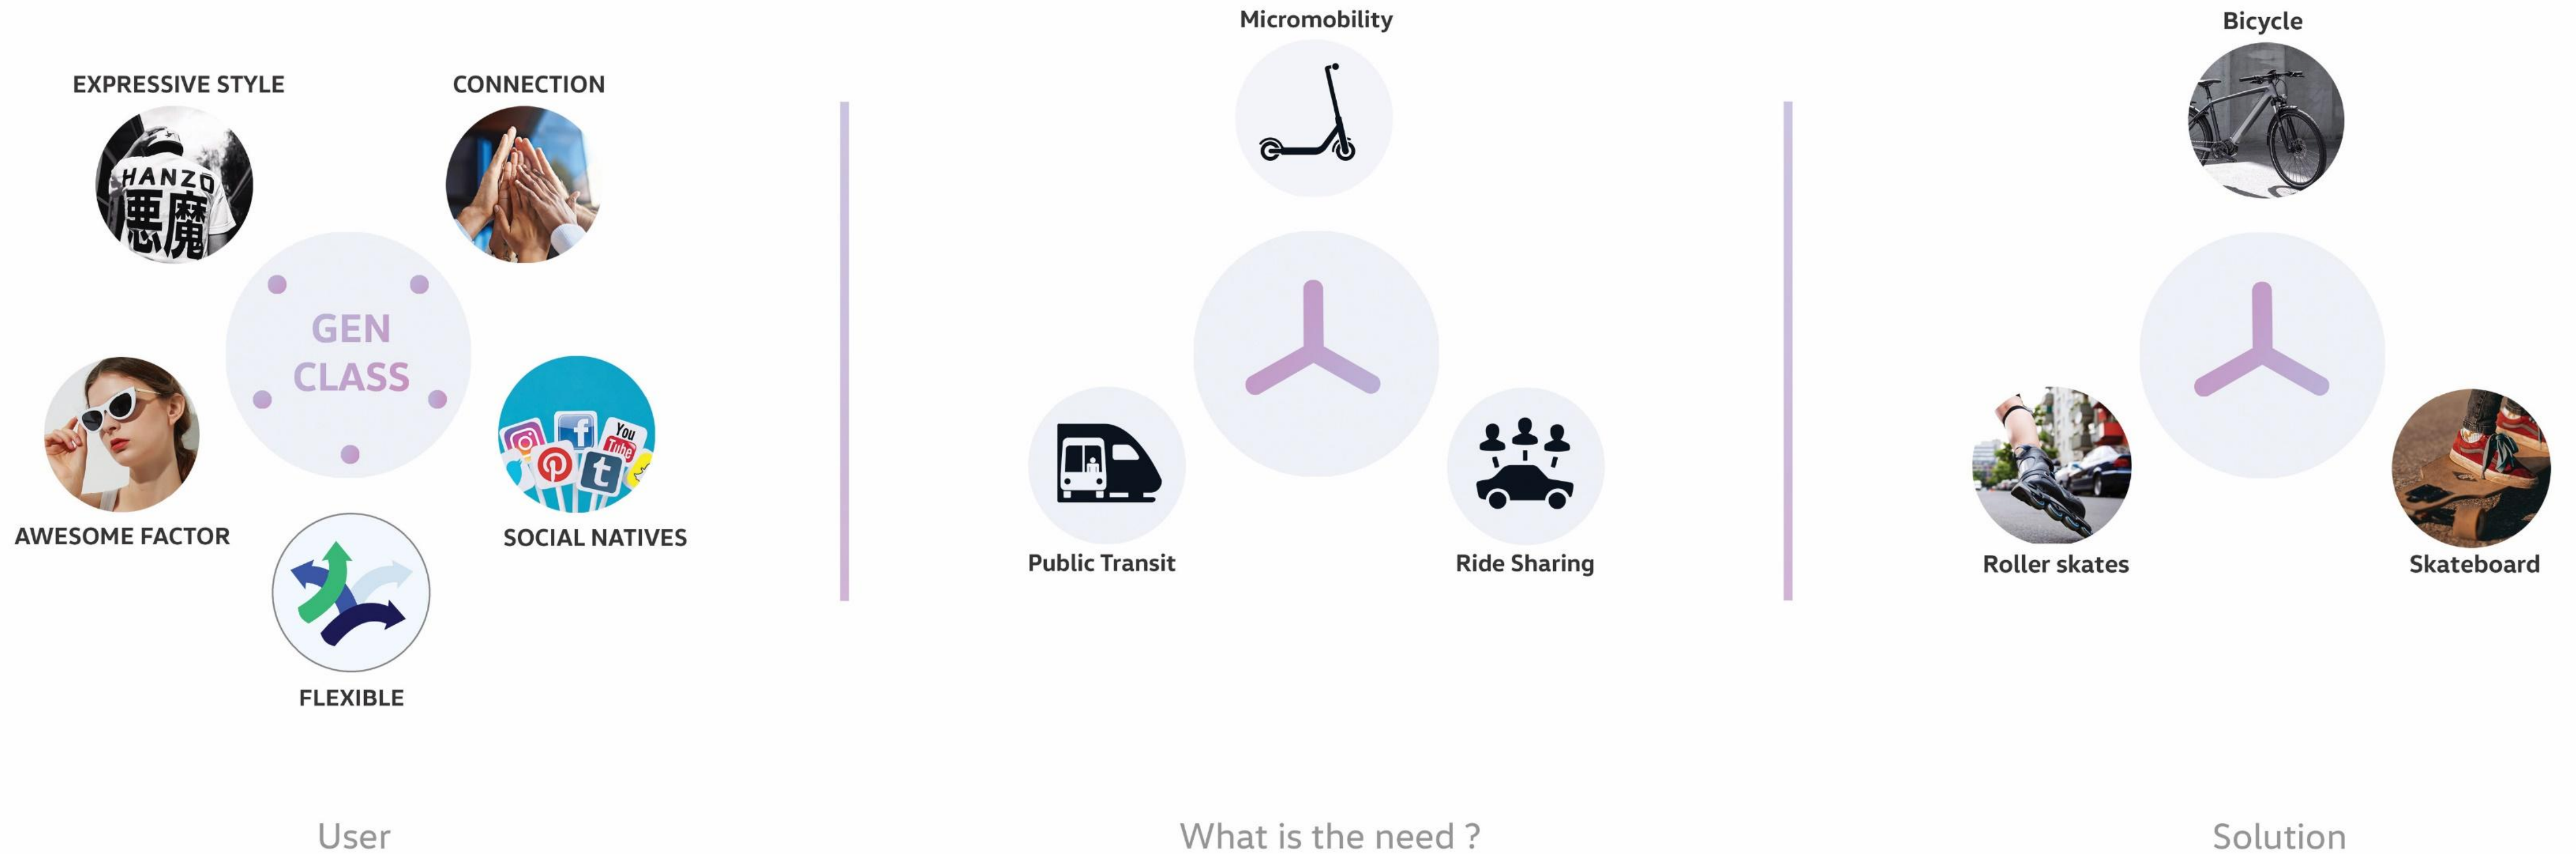 EXPRESSIVE STYLE
CONNECTION
HANZO
悪魔
GEN
CLASS
You
Tube
f
t
AWESOME FACTOR
SOCIAL NATIVES
FLEXIBLE
User
Micromobility
Public Transit
Ride Sharing
What is the need ?
Bicycle
Roller skates
Skateboard
Solution